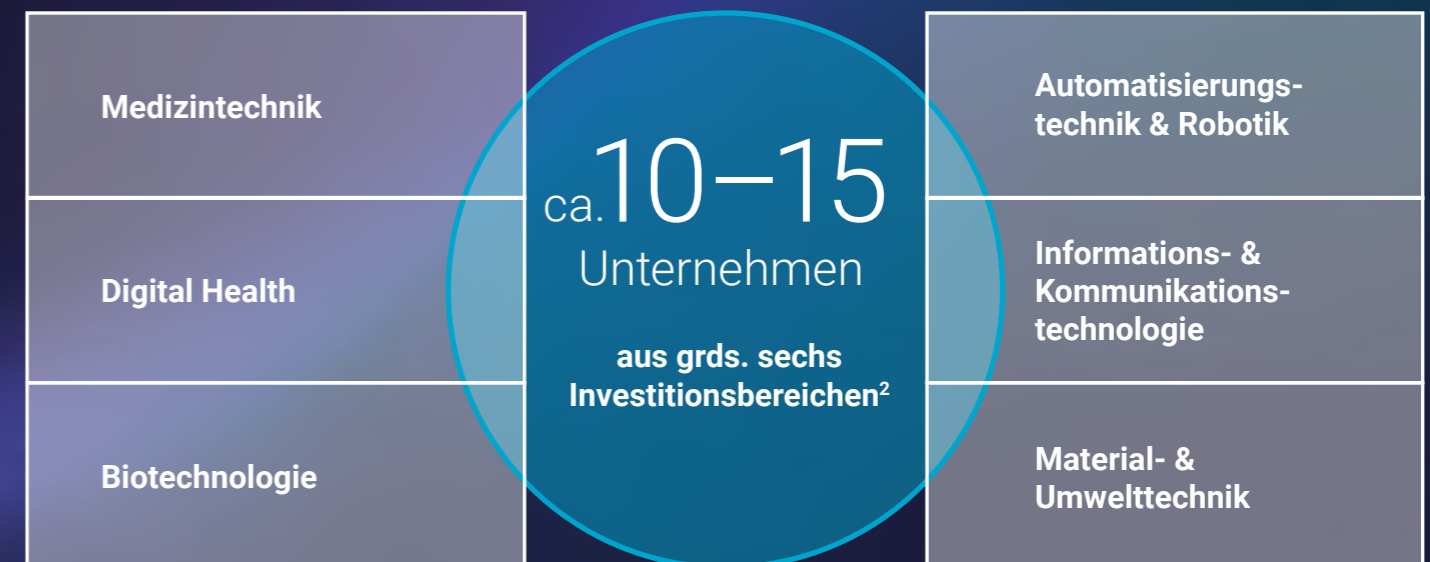 Medizintechnik
Digital Health
Biotechnologie
ca.10–15
Unternehmen
aus grds. sechs
Investitionsbereichen²
Automatisierungs-
technik & Robotik
Informations- &
Kommunikations-
technologie
Material- &
Umwelttechnik